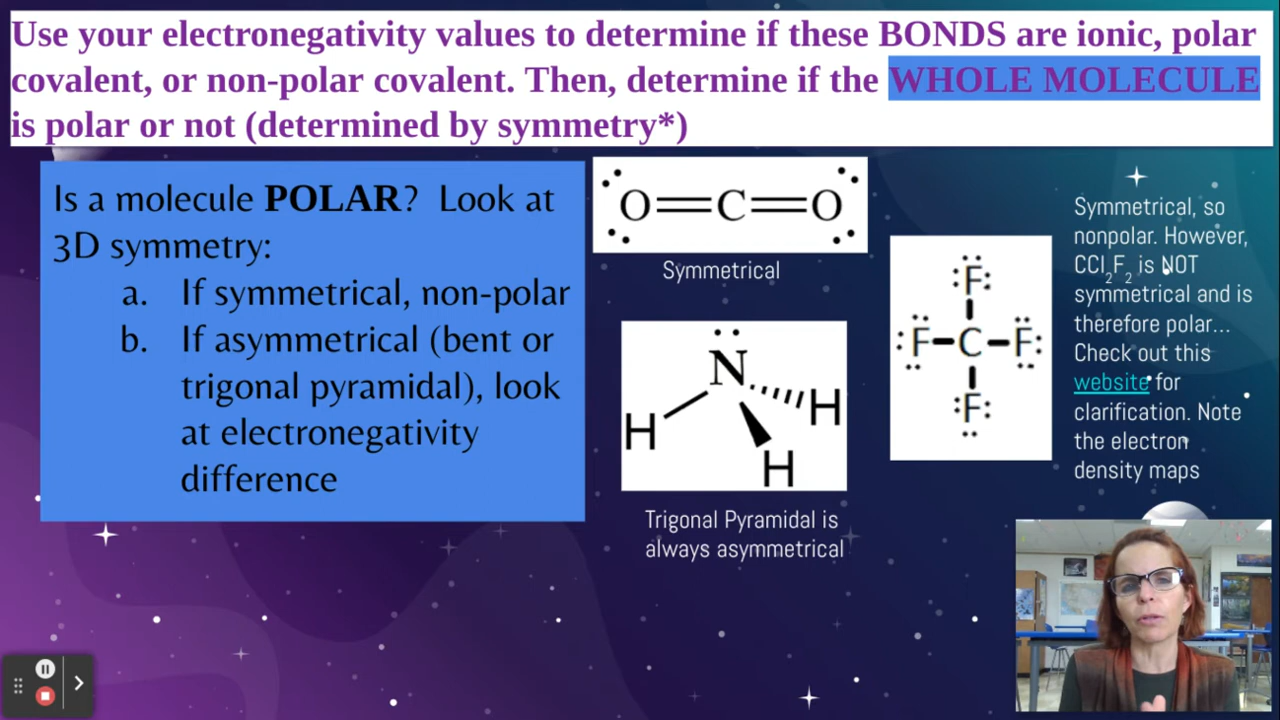 Use your electronegativity values to determine if these BONDS are ionic, polar
covalent, or non-polar covalent. Then, determine if the WHOLE MOLECULE
is polar or not (determined by symmetry*)
Is a molecule POLAR? Look at
3D symmetry:
a. If symmetrical, non-polar
b. If asymmetrical (bent or
trigonal pyramidal), look
at electronegativity
difference
O=C=O
Symmetrical
N
H H
H
Trigonal Pyramidal is
always asymmetrical
F
F-C-F
F
Symmetrical, so
nonpolar. However,
CCl2F2 is NOT
symmetrical and is
therefore polar...
Check out this
website for
clarification. Note
the electron
density maps